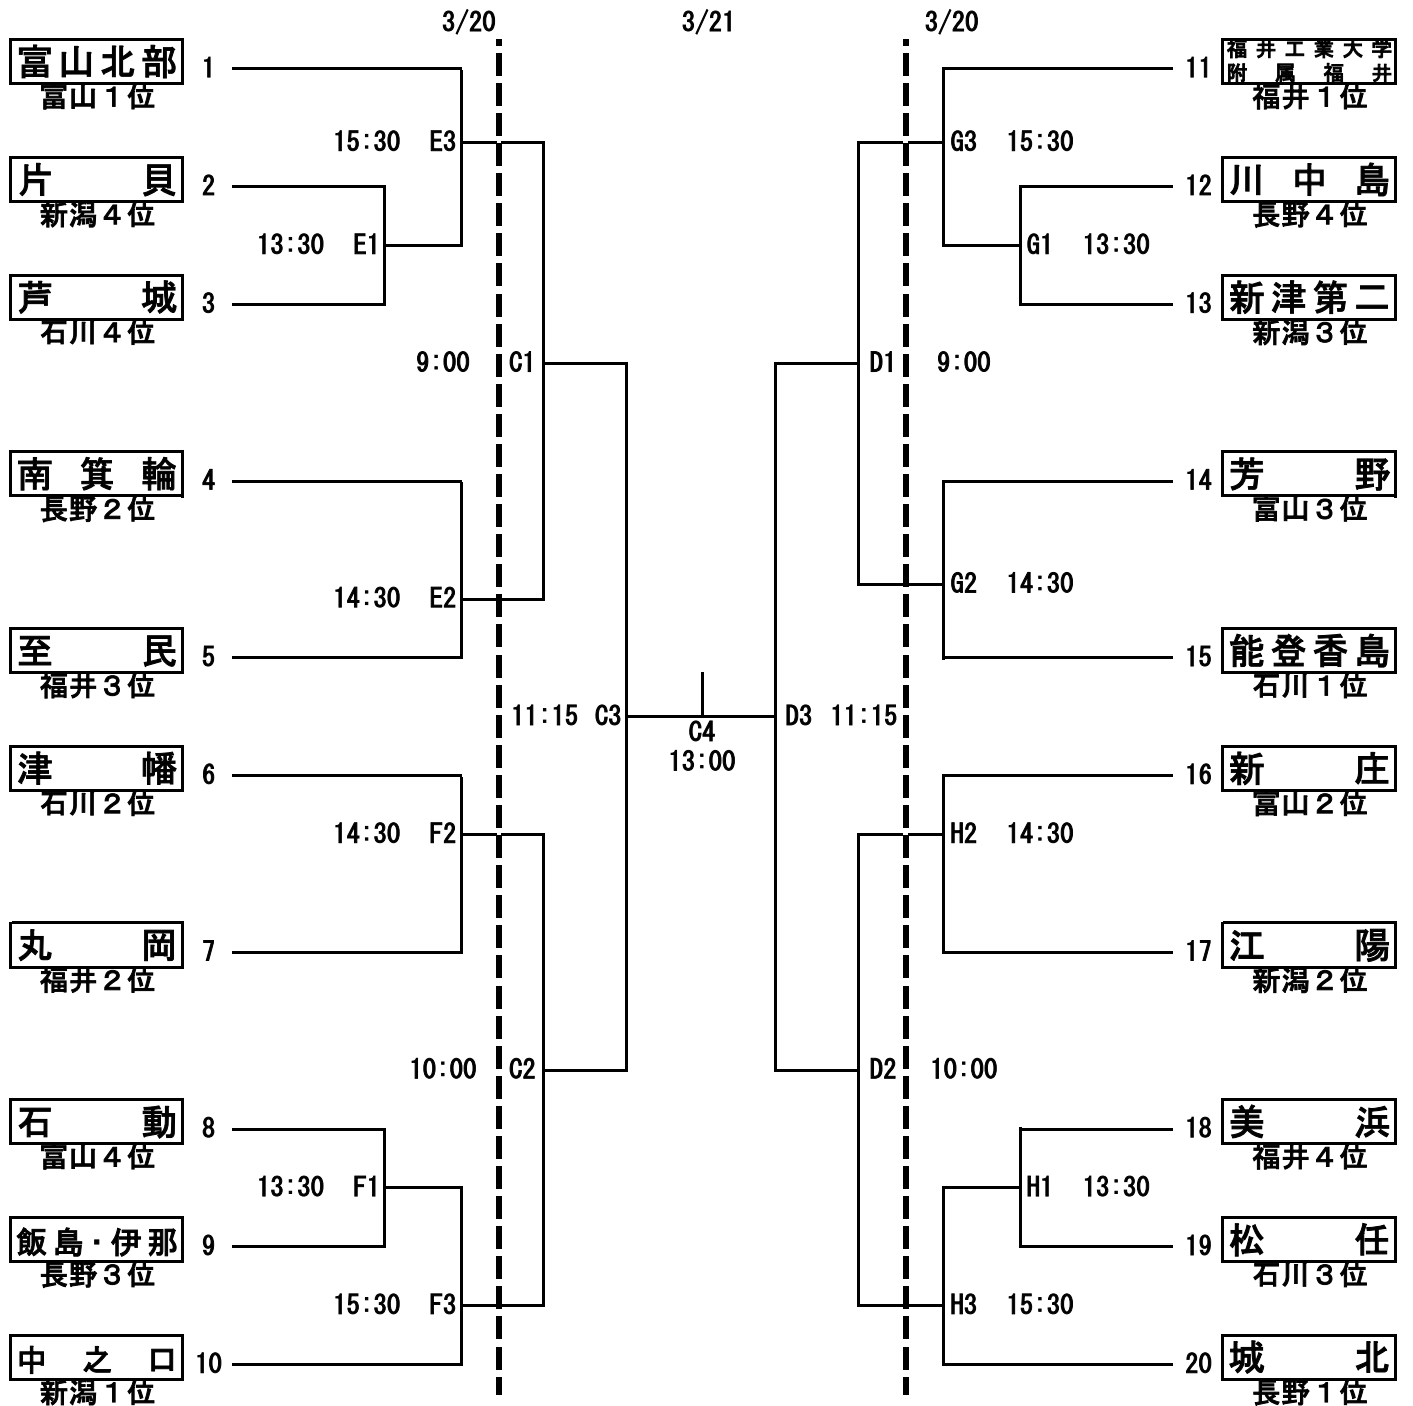 3/20 3/21 3/20
富山北部 1
富山１位
15:30 E3
片貝 2
新潟４位
13:30 E1
芦城 3
石川４位
9:00 C1
南箕輪 4
長野２位
14:30 E2
至民 5
福井３位
11:15 C3
津幡 6
石川２位
14:30 F2
丸岡 7
福井２位
10:00 C2
石動 8
富山４位
13:30 F1
飯島・伊那 9
長野３位
15:30 F3
中之口 10
新潟１位
C4
13:00
11 福井工業大学
附属福井
福井１位
G3 15:30
12 川中島
長野４位
G1 13:30
13 新津第二
新潟３位
D1 9:00
14 芳野
富山３位
G2 14:30
15 能登香島
石川１位
D3 11:15
16 新庄
富山２位
H2 14:30
17 江陽
新潟２位
D2 10:00
18 美浜
福井４位
H1 13:30
19 松任
石川３位
H3 15:30
20 城北
長野１位